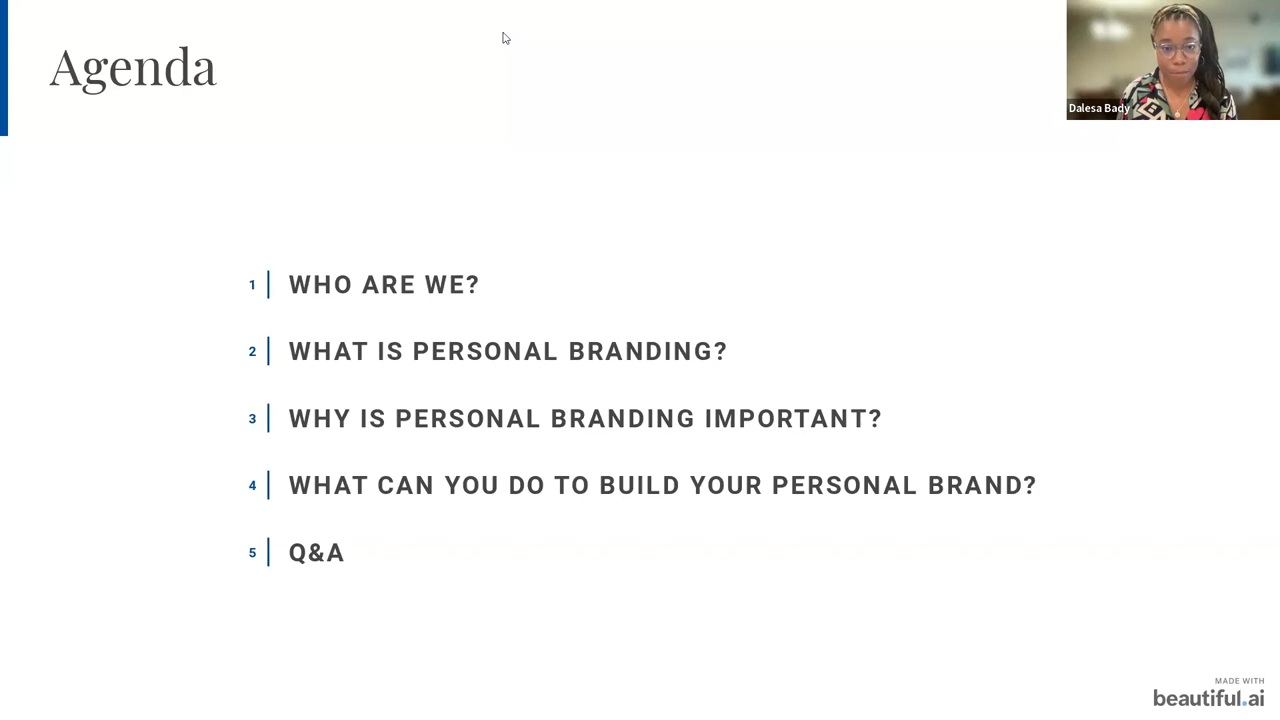 Agenda
Dalesa Bady
1 WHO ARE WE?
2 WHAT IS PERSONAL BRANDING?
3 WHY IS PERSONAL BRANDING IMPORTANT?
4 WHAT CAN YOU DO TO BUILD YOUR PERSONAL BRAND?
5 Q&A
MADE WITH
beautiful.ai